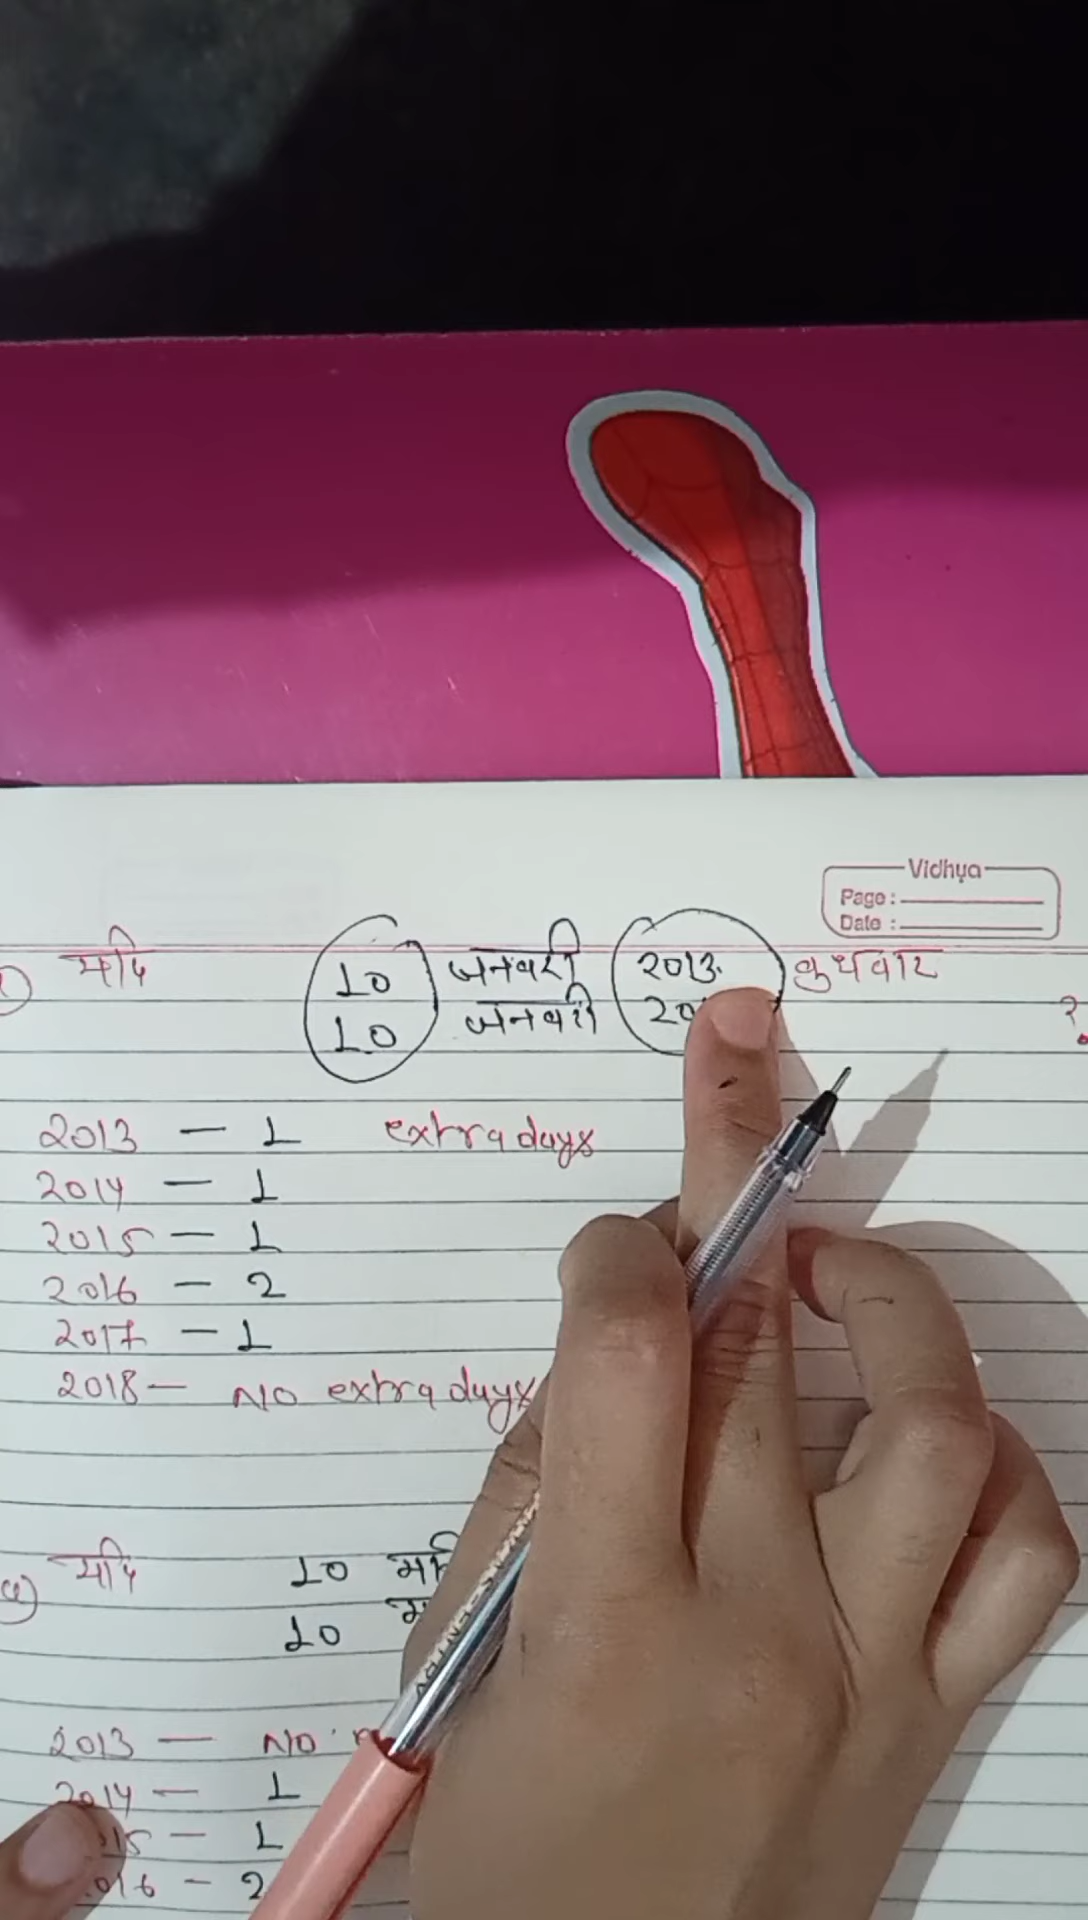 Vidhya
Page :
Date :
यदि 10 जनवरी 2013 बुधवार
10 जनवरी ?
2013 — 1 extra days
2014 — 1
2015 — 1
2016 — 2
2017 — 1
2018 — NO extra days
यदि 10
10
2013 — NO
2014 — 1
— 1
— 2